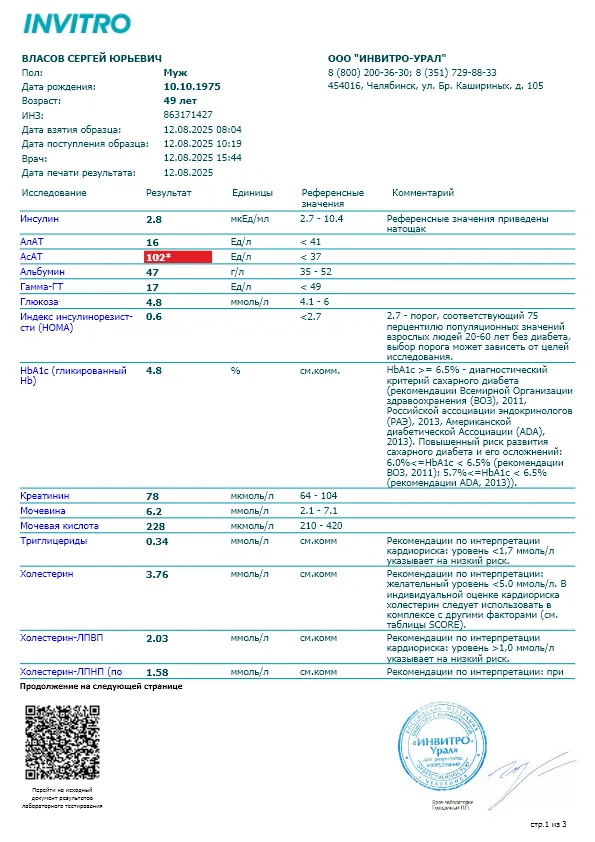 INVITRO
ВЛАСОВ СЕРГЕЙ ЮРЬЕВИЧ
Пол: Муж
Дата рождения: 10.10.1975
Возраст: 49 лет
ИНЗ: 863171427
Дата взятия образца: 12.08.2025 08:04
Дата поступления образца: 12.08.2025 10:19
Врач: 12.08.2025 15:44
Дата печати результата: 12.08.2025
ООО "ИНВИТРО-УРАЛ"
8 (800) 200-36-30; 8 (351) 729-88-33
454016, Челябинск, ул. Бр. Кашириных, д. 105
Исследование Результат Единицы Референсные значения Комментарий
Инсулин 2.8 мкЕд/мл 2.7 - 10.4 Референсные значения приведены
натощак
АлАТ 16 Ед/л < 41
АсАТ 102* Ед/л < 37
Альбумин 47 г/л 35 - 52
Гамма-ГТ 17 Ед/л < 49
Глюкоза 4.8 ммоль/л 4.1 - 6
Индекс инсулинорезист-
сти (HOMA) 0.6 <2.7 2.7 - порог, соответствующий 75
перцентилю популяционных значений
взрослых людей 20-60 лет без диабета,
выбор порога может зависеть от целей
исследования.
HbA1c (гликированный
Hb) 4.8 % см.комм. HbA1c >= 6.5% - диагностический
критерий сахарного диабета
(рекомендации Всемирной Организации
здравоохранения (ВОЗ), 2011,
Российской ассоциации эндокринологов
(РАЭ), 2013, Американской
диабетической Ассоциации (ADA),
2013). Повышенный риск развития
сахарного диабета и его осложнений:
6.0%<=HbA1c < 6.5% (рекомендации
ВОЗ, 2011); 5.7%<=HbA1c < 6.5%
(рекомендации ADA, 2013)).
Креатинин 78 мкмоль/л 64 - 104
Мочевина 6.2 ммоль/л 2.1 - 7.1
Мочевая кислота 228 мкмоль/л 210 - 420
Триглицериды 0.34 ммоль/л см.комм Рекомендации по интерпретации
кардиориска: уровень <1,7 ммоль/л
указывает на низкий риск.
Холестерин 3.76 ммоль/л см.комм Рекомендации по интерпретации:
желательный уровень <5.0 ммоль/л. В
индивидуальной оценке кардиориска
холестерин следует использовать в
комплексе с другими факторами (см.
таблицы SCORE).
Холестерин-ЛПВП 2.03 ммоль/л см.комм Рекомендации по интерпретации
кардиориска: уровень >1,0 ммоль/л
указывает на низкий риск.
Холестерин-ЛПНП (по 1.58 ммоль/л см.комм Рекомендации по интерпретации: при
Продолжение на следующей странице
Перейти на исходный
документ результатов
лабораторного тестирования
«ИНВИТРО-
Урал»
для результатов
исследований
ЧЕЛЯБИНСК
Врач лаборатории
стр.1 из 3